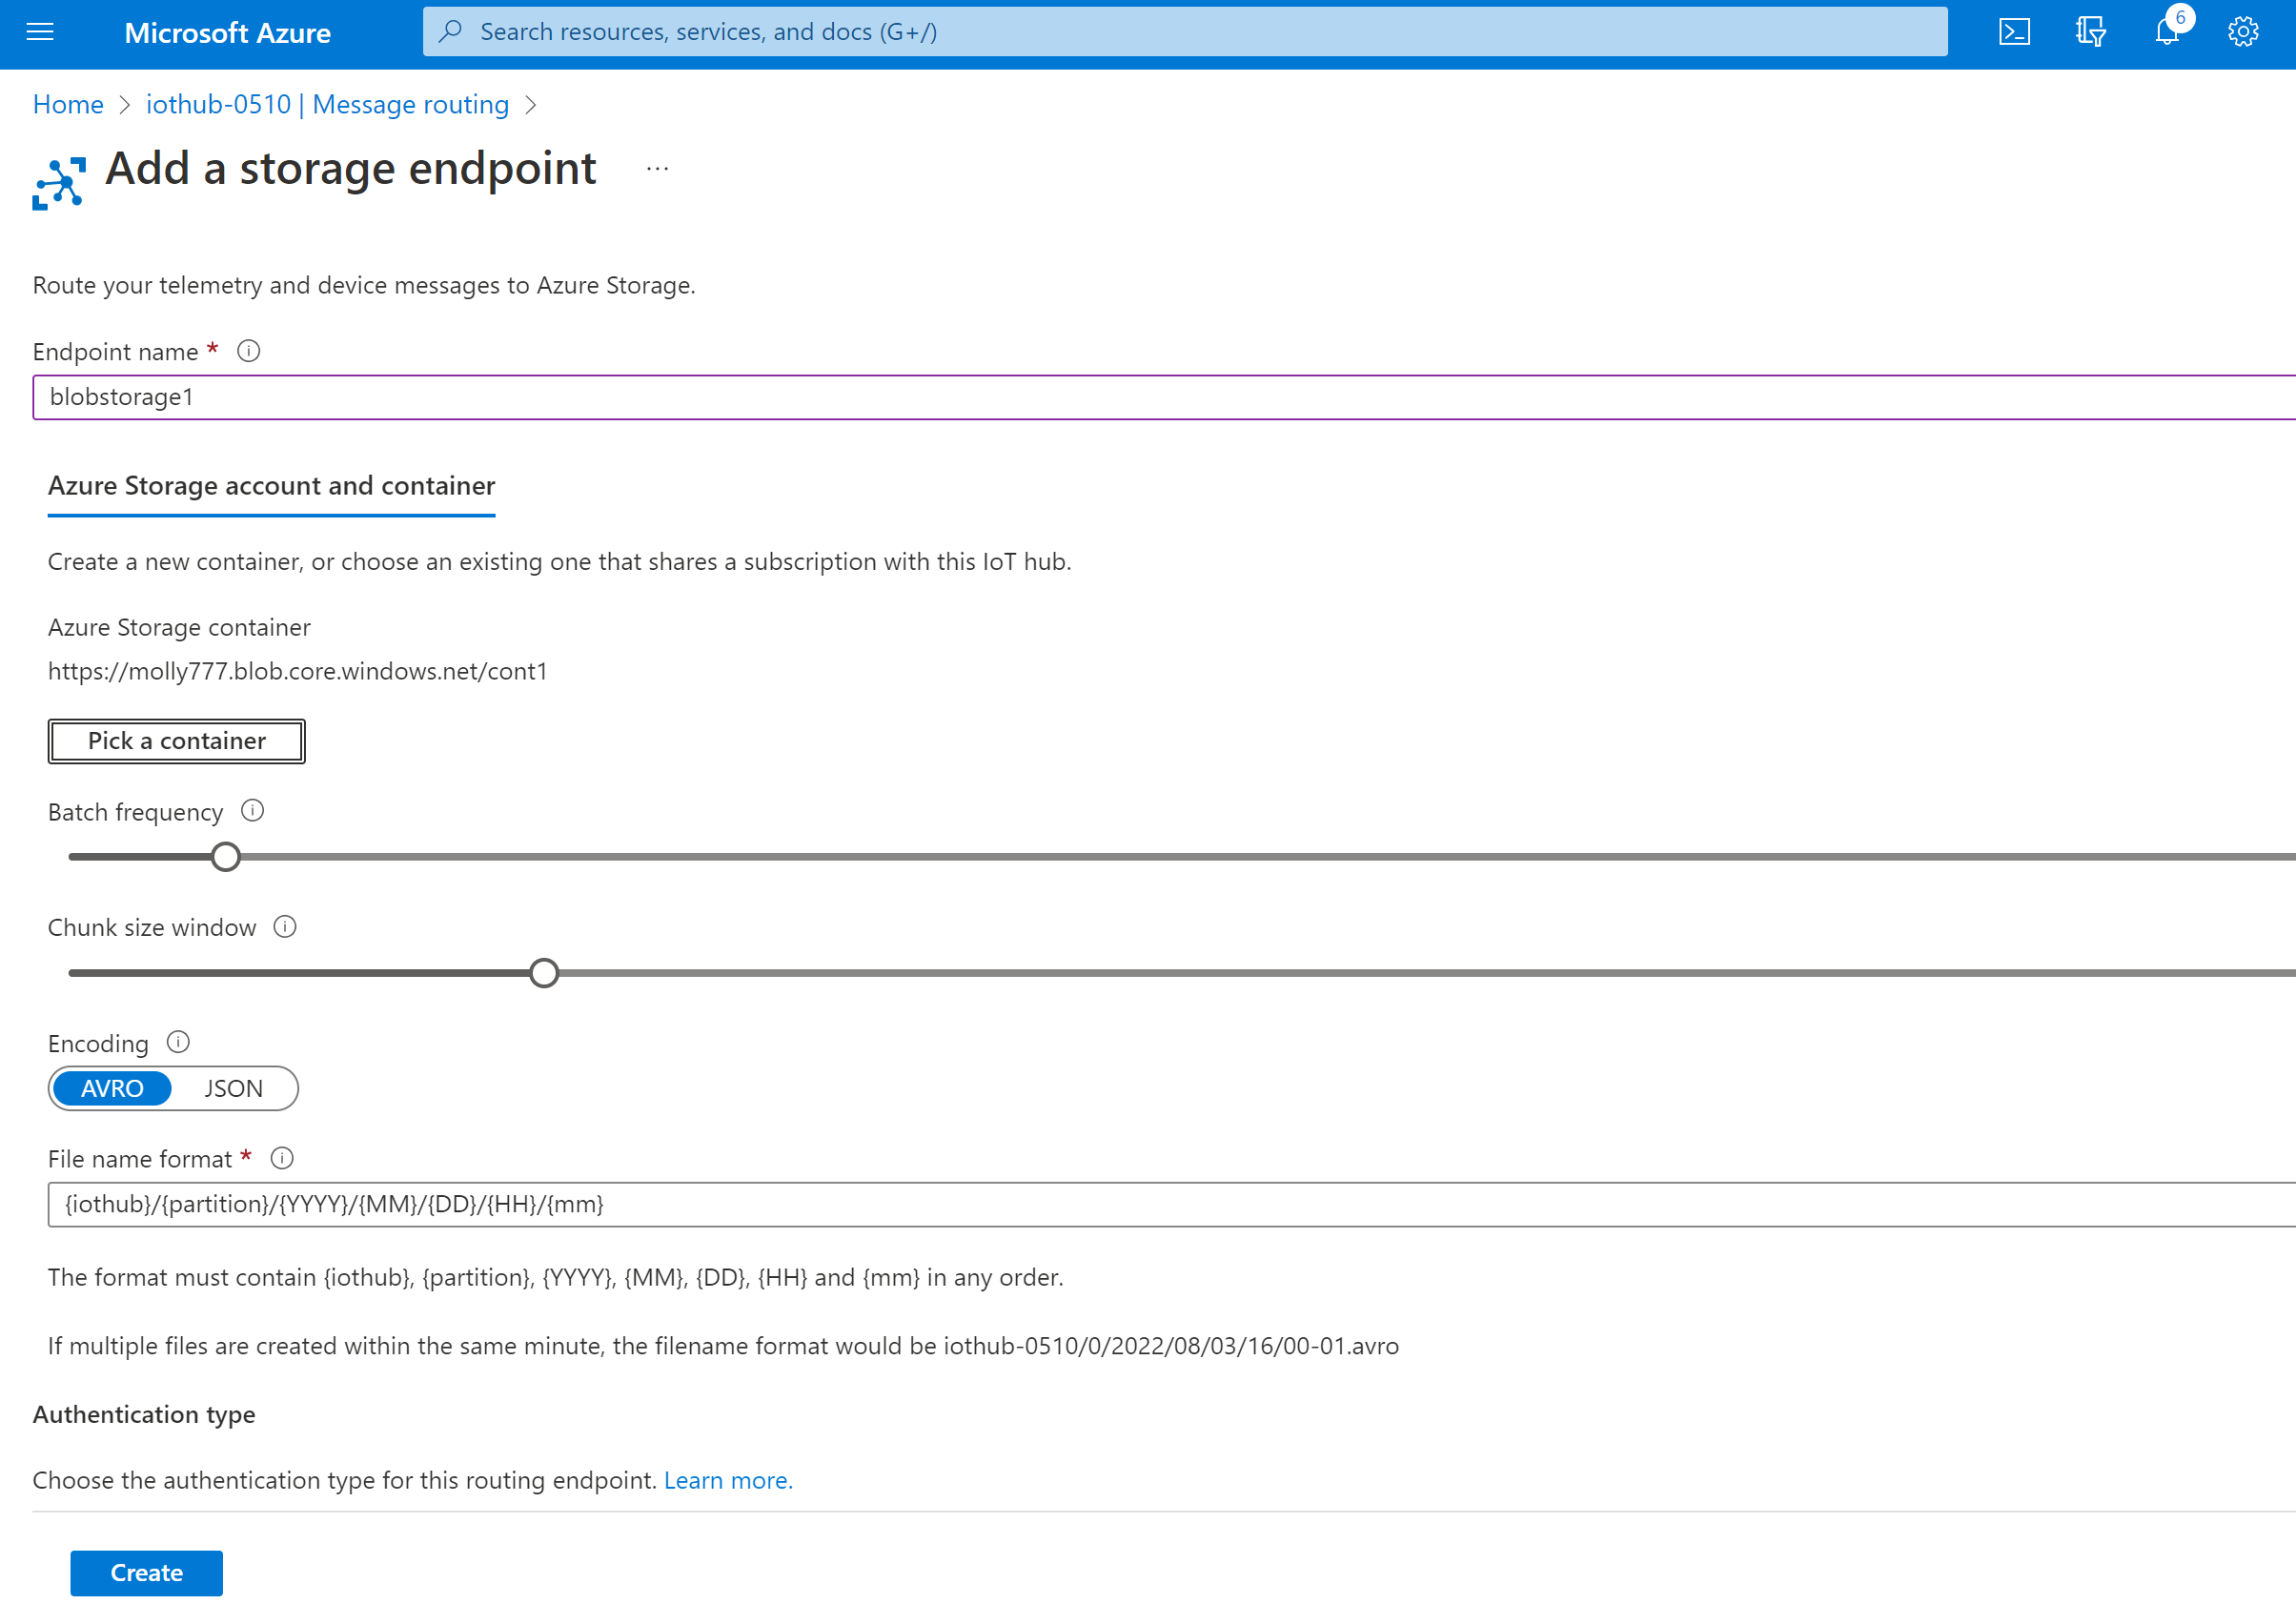 Microsoft Azure
Search resources, services, and docs (G+/)
6
Home > iothub-0510 | Message routing >
Add a storage endpoint ...
Route your telemetry and device messages to Azure Storage.
Endpoint name *
blobstorage1
Azure Storage account and container
Create a new container, or choose an existing one that shares a subscription with this IoT hub.
Azure Storage container
https://molly777.blob.core.windows.net/cont1
Pick a container
Batch frequency
Chunk size window
Encoding
AVRO JSON
File name format *
{iothub}/{partition}/{YYYY}/{MM}/{DD}/{HH}/{mm}
The format must contain {iothub}, {partition}, {YYYY}, {MM}, {DD}, {HH} and {mm} in any order.
If multiple files are created within the same minute, the filename format would be iothub-0510/0/2022/08/03/16/00-01.avro
Authentication type
Choose the authentication type for this routing endpoint. Learn more.
Create